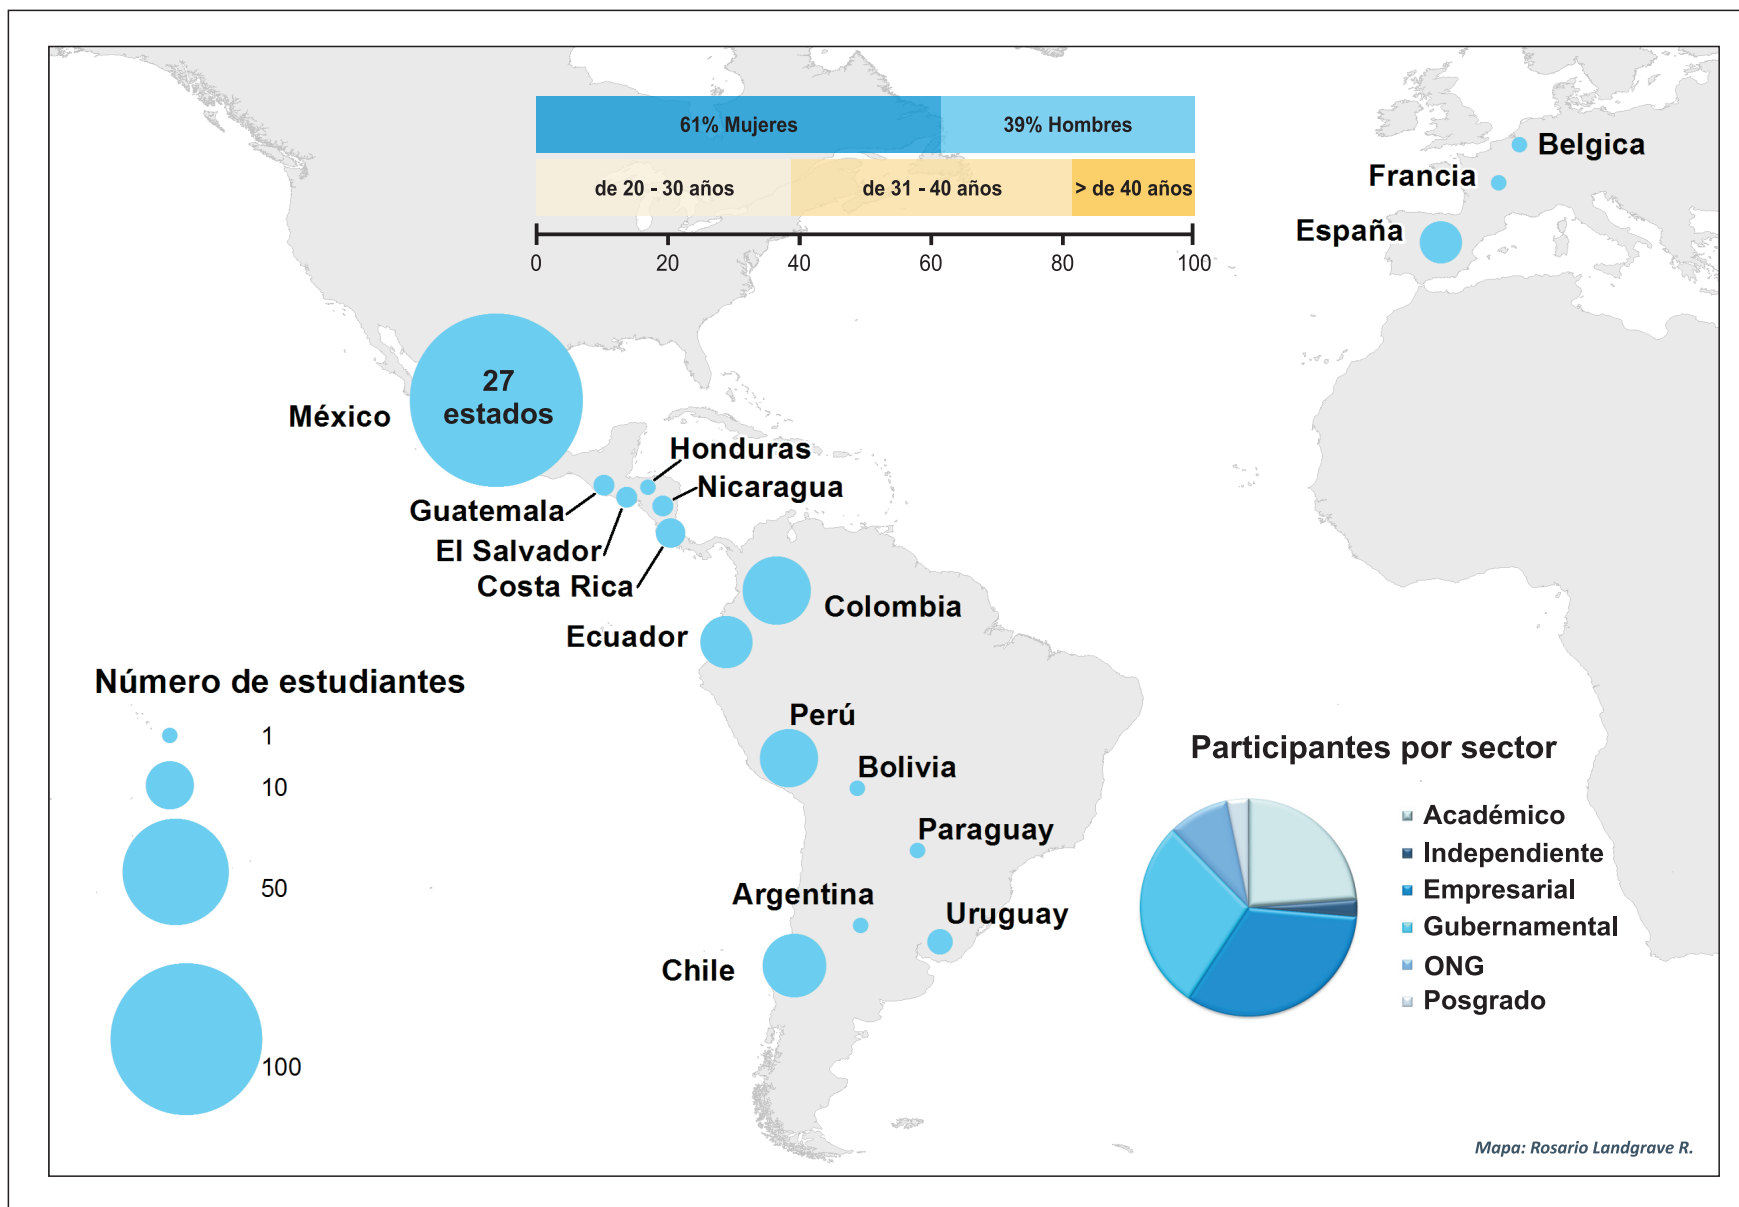 61% Mujeres
39% Hombres
de 20 - 30 años
de 31 - 40 años
> de 40 años
0
20
40
60
80
100
Belgica
Francia
España
27
estados
México
Honduras
Nicaragua
Guatemala
El Salvador
Costa Rica
Colombia
Ecuador
Número de estudiantes
1
10
50
100
Perú
Bolivia
Paraguay
Argentina
Uruguay
Chile
Participantes por sector
Académico
Independiente
Empresarial
Gubernamental
ONG
Posgrado
Mapa: Rosario Landgrave R.